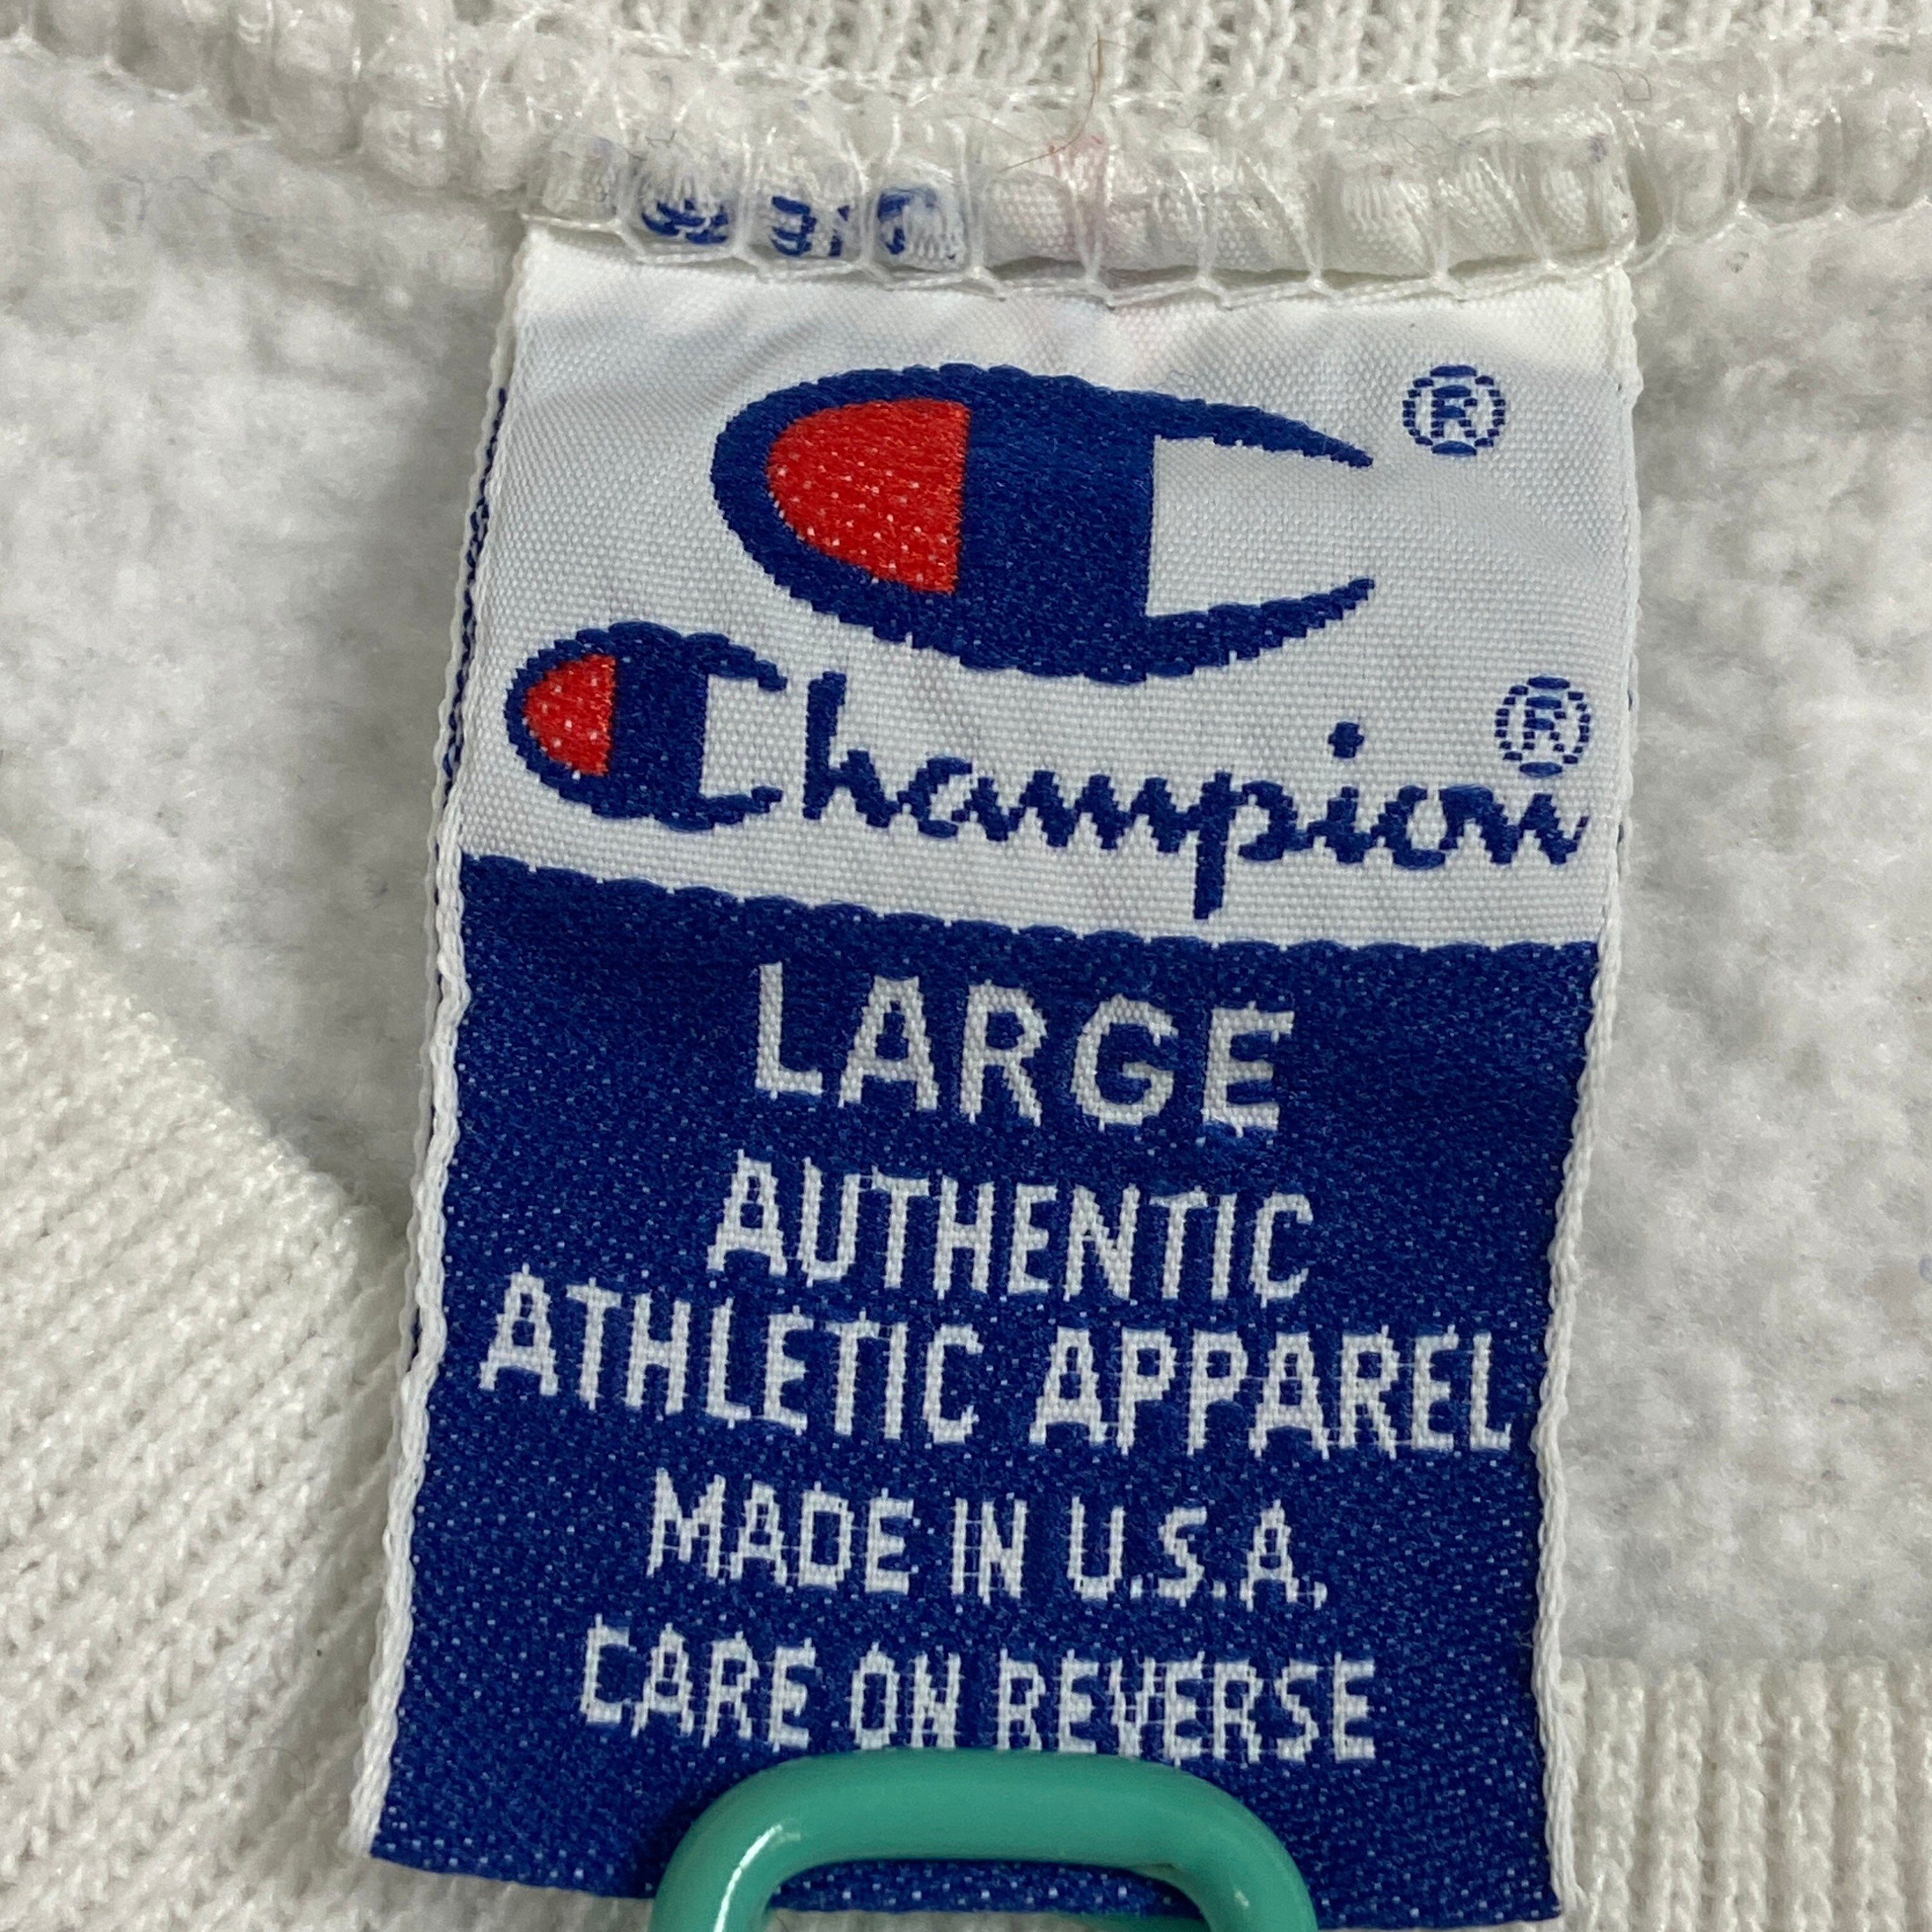 ®
Champion®
LARGE
AUTHENTIC
ATHLETIC APPAREL
MADE IN U.S.A.
CARE ON REVERSE